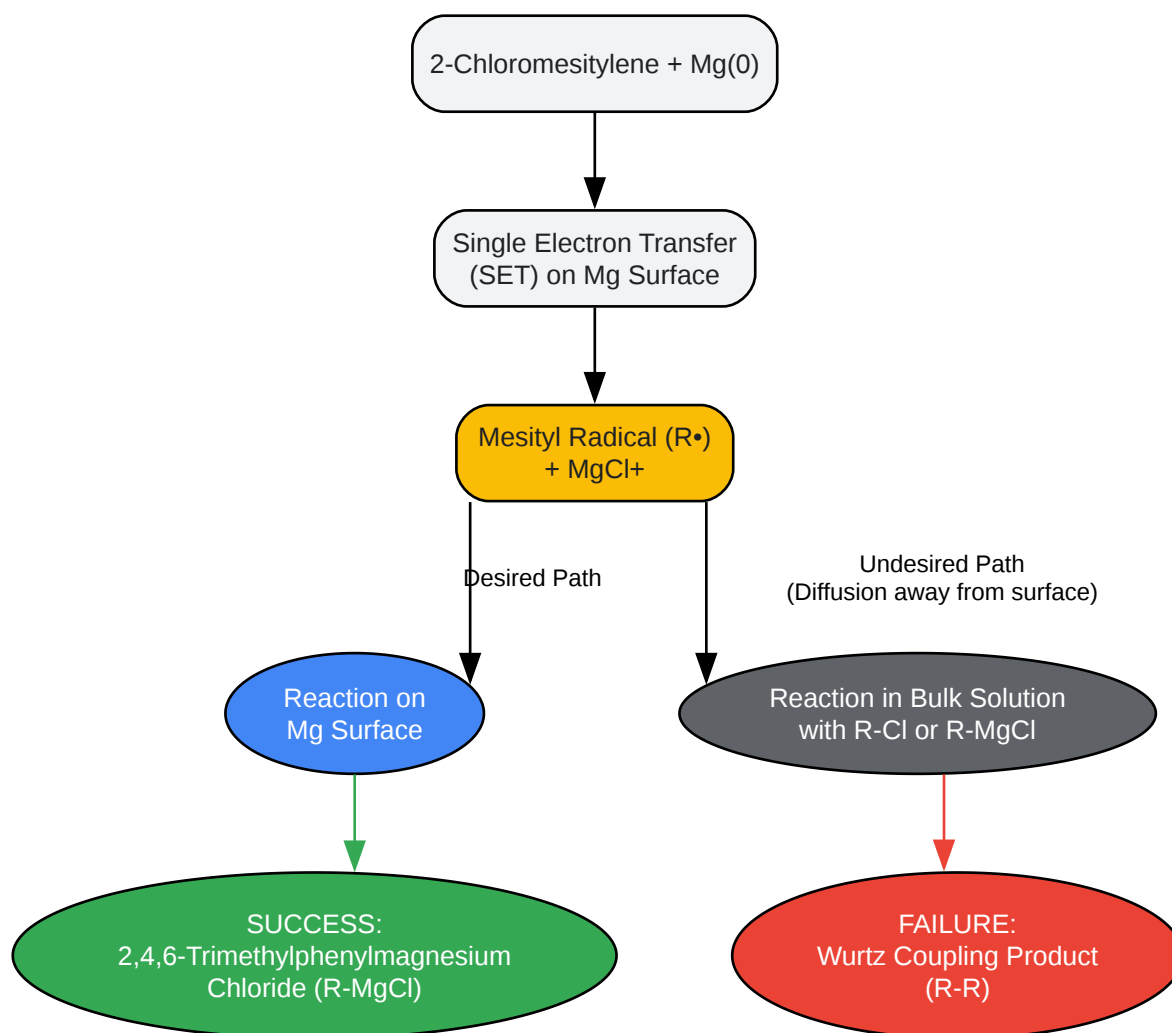 2-Chloromesitylene + Mg(0)
Single Electron Transfer
(SET) on Mg Surface
Mesityl Radical (R•)
+ MgCl+
Desired Path
Undesired Path
(Diffusion away from surface)
Reaction on
Mg Surface
Reaction in Bulk Solution
with R-Cl or R-MgCl
SUCCESS:
2,4,6-Trimethylphenylmagnesium
Chloride (R-MgCl)
FAILURE:
Wurtz Coupling Product
(R-R)